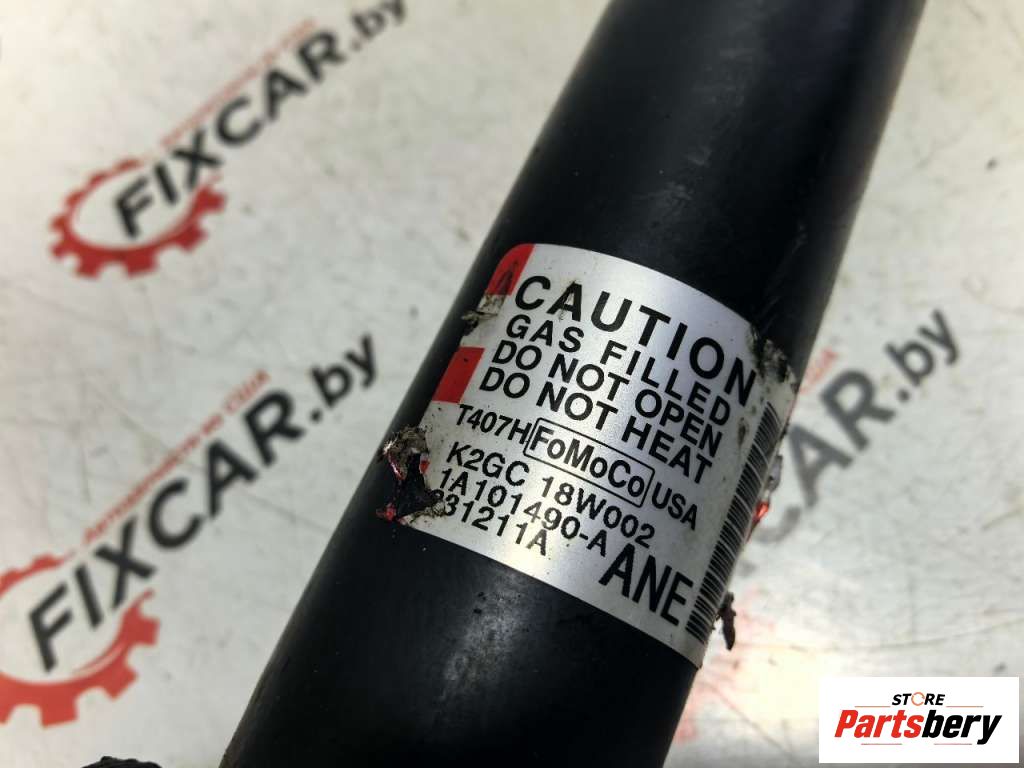 FIXCAR.by
FIXCAR.by
FIXCAR.by
CAUTION
GAS FILLED
DO NOT OPEN
DO NOT HEAT
T407H FoMoCo USA
K2GC 18W002
1A101490-A
31211A
ANE
STORE
Partsbery